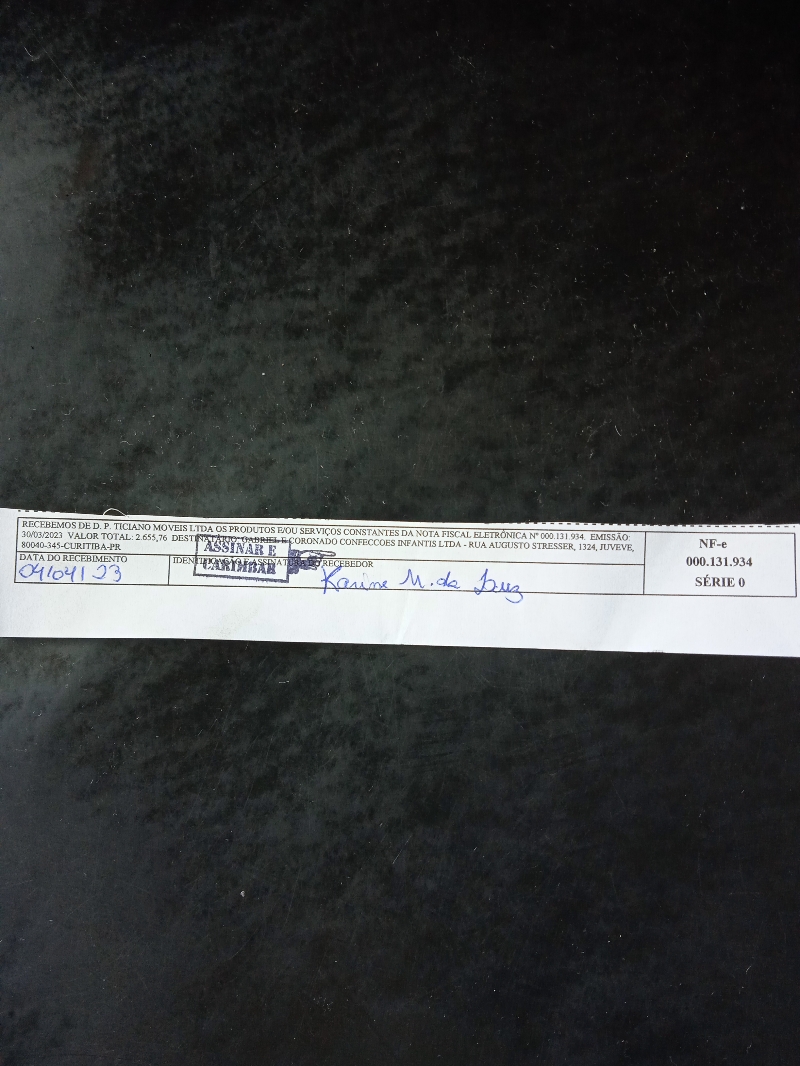 RECEBEMOS DE D. P. TICIANO MOVEIS LTDA OS PRODUTOS E/OU SERVIÇOS CONSTANTES DA NOTA FISCAL ELETRÔNICA Nº 000.131.934. EMISSÃO:
30/03/2023 VALOR TOTAL: 2.655,76 DESTINATÁRIO: GABRIEL E CORONADO CONFECCOES INFANTIS LTDA - RUA AUGUSTO STRESSER, 1324, JUVEVE,
80040-345-CURITIBA-PR
ASSINAR E
CARIMBAR
DATA DO RECEBIMENTO
04/04/23
IDENTIFICAÇÃO E ASSINATURA DO RECEBEDOR
Karine M. da Luz
NF-e
000.131.934
SÉRIE 0